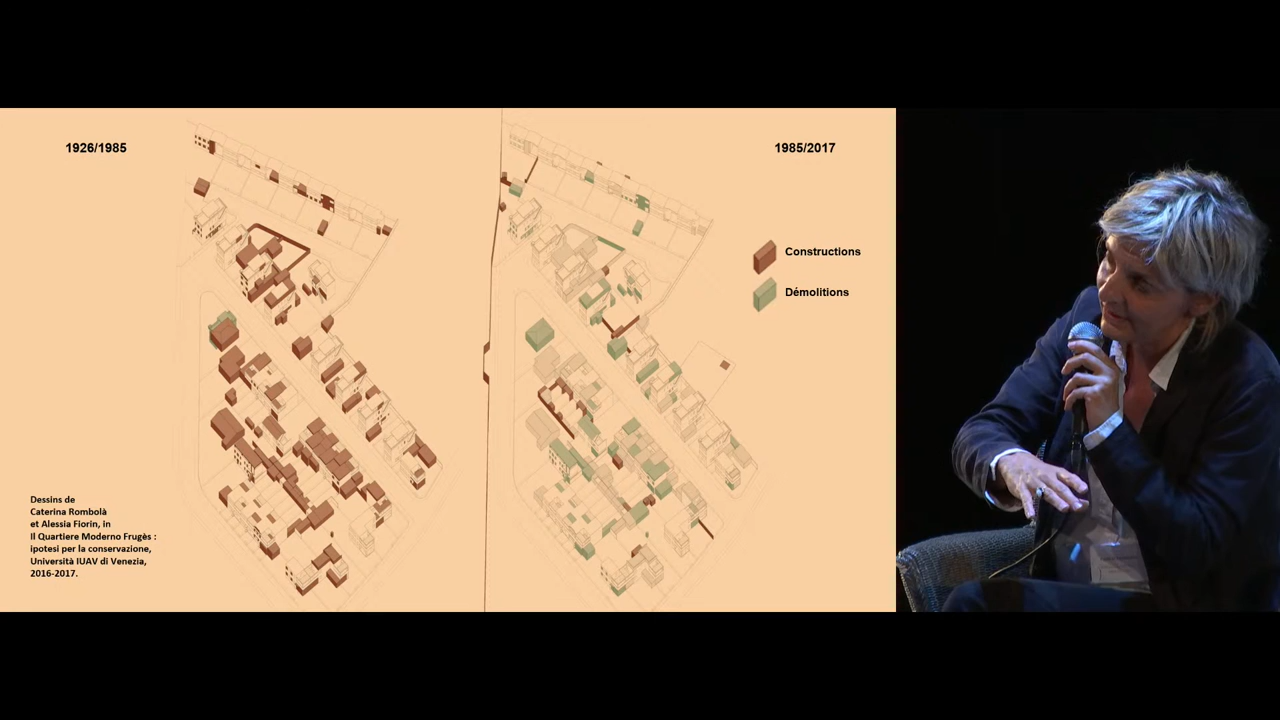 1926/1985
1985/2017
Constructions
Démolitions
Dessins de
Caterina Rombolà
et Alessia Fiorin, in
Il Quartiere Moderno Frugès :
ipotesi per la conservazione,
Università IUAV di Venezia,
2016-2017.